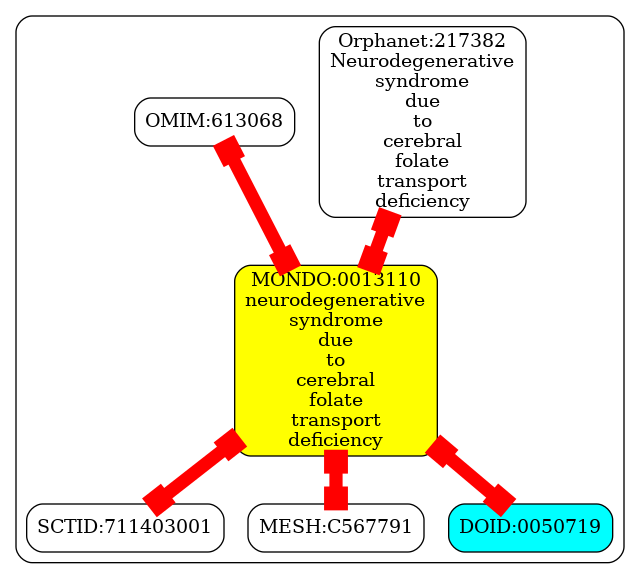 Orphanet:217382
Neurodegenerative
syndrome
due
to
cerebral
folate
transport
deficiency
OMIM:613068
MONDO:0013110
neurodegenerative
syndrome
due
to
cerebral
folate
transport
deficiency
SCTID:711403001
MESH:C567791
DOID:0050719